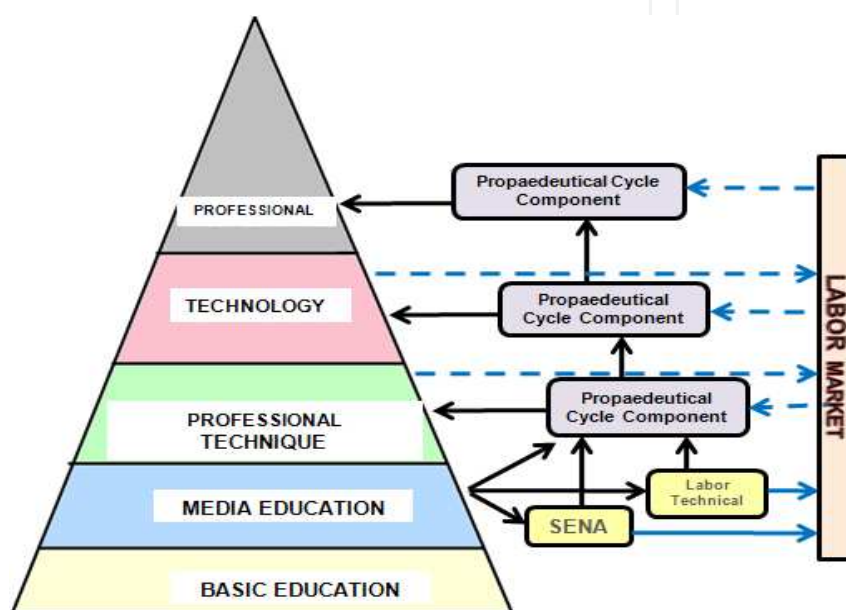 PROFESSIONAL
TECHNOLOGY
PROFESSIONAL
TECHNIQUE
MEDIA EDUCATION
BASIC EDUCATION
Propaedeutical Cycle
Component
Propaedeutical
Cycle Component
Propaedeutical
Cycle Component
Labor
Technical
SENA
LABOR MARKET